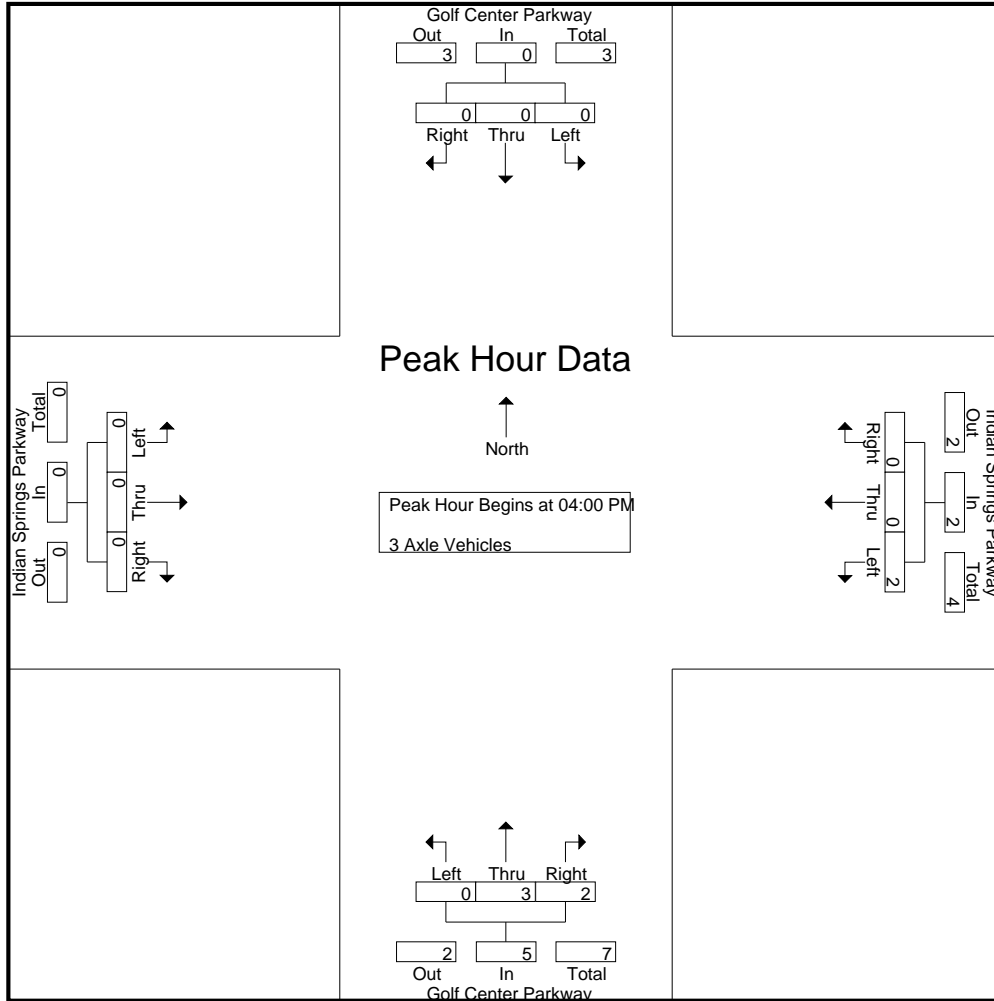 Golf Center Parkway
Out In Total
3 0 3
0 0 0
Right Thru Left
Peak Hour Data
North
Peak Hour Begins at 04:00 PM
3 Axle Vehicles
Indian Springs Parkway
Total In Out
0 0 0
0 0 0
Left Thru Right
Right Thru Left
0 0 2
2 2 4
Out In Total
Indian Springs Parkway
Left Thru Right
0 3 2
2 5 7
Out In Total
Golf Center Parkway